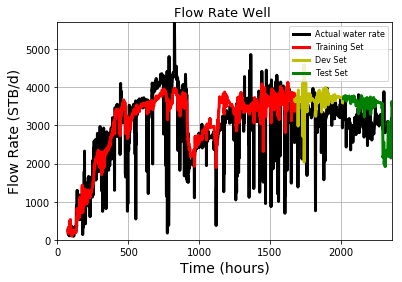 Flow Rate Well
Actual water rate
Training Set
Dev Set
Test Set
Flow Rate (STB/d)
5000
4000
3000
2000
1000
0
0 500 1000 1500 2000
Time (hours)